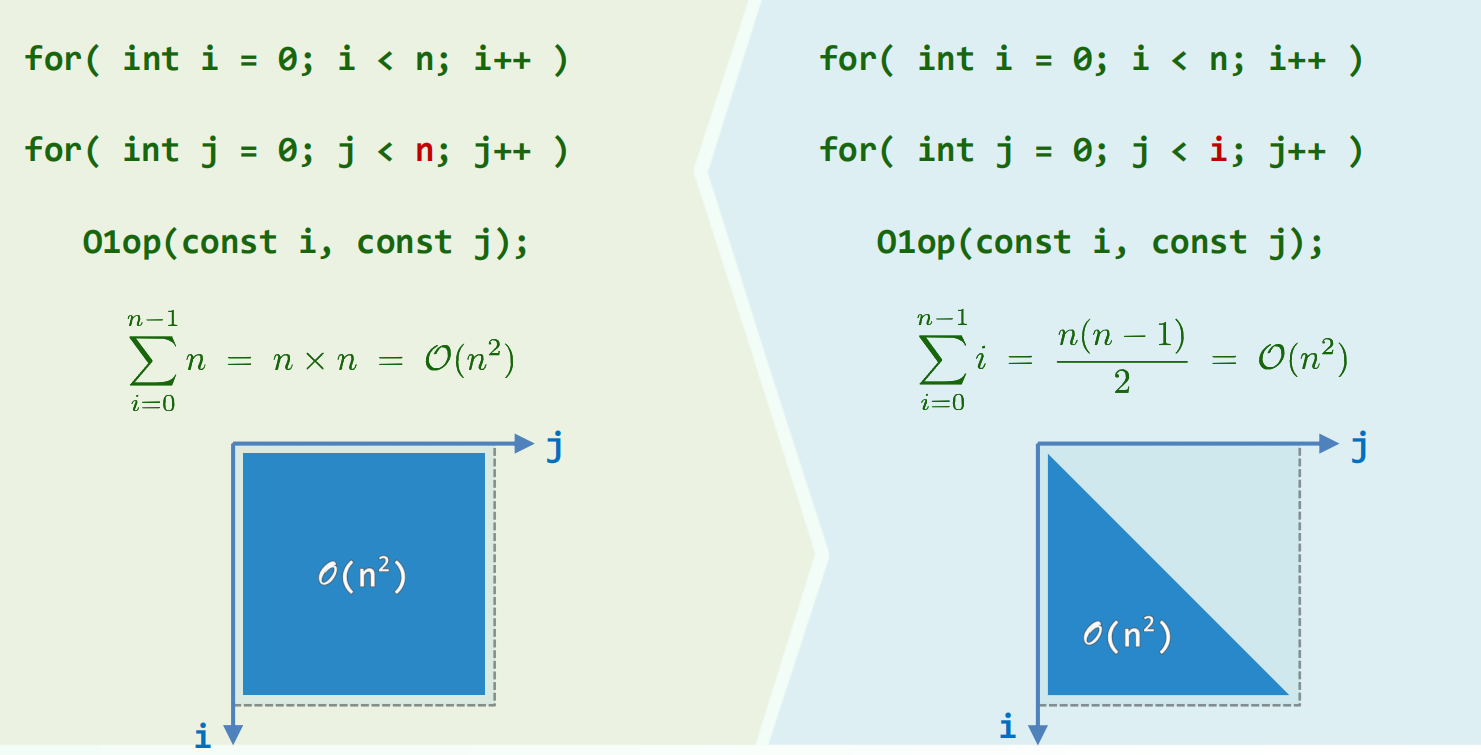 for( int i = 0; i < n; i++ )
for( int j = 0; j < n; j++ )
O1op(const i, const j);
n−1
∑ n = n × n = 𝒪(n²)
i=0
j
𝒪(n²)
i
for( int i = 0; i < n; i++ )
for( int j = 0; j < i; j++ )
O1op(const i, const j);
n−1
∑ i = n(n − 1)/2 = 𝒪(n²)
i=0
j
𝒪(n²)
i